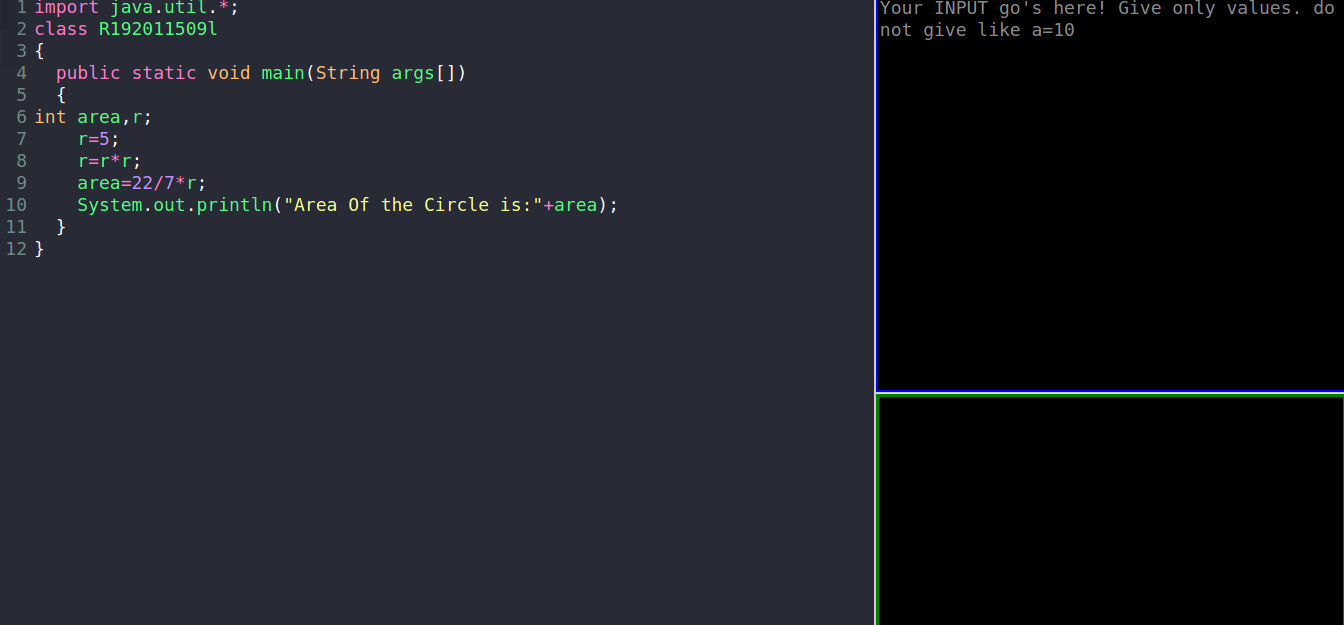 1 import java.util.*;
2 class R192011509l
3 {
4   public static void main(String args[])
5   {
6 int area,r;
7     r=5;
8     r=r*r;
9     area=22/7*r;
10     System.out.println("Area Of the Circle is:"+area);
11   }
12 }
Your INPUT go's here! Give only values. do
not give like a=10